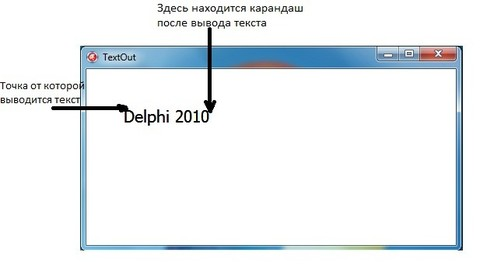 Здесь находится карандаш
после вывода текста
TextOut
Точка от которой
выводится текст
Delphi 2010